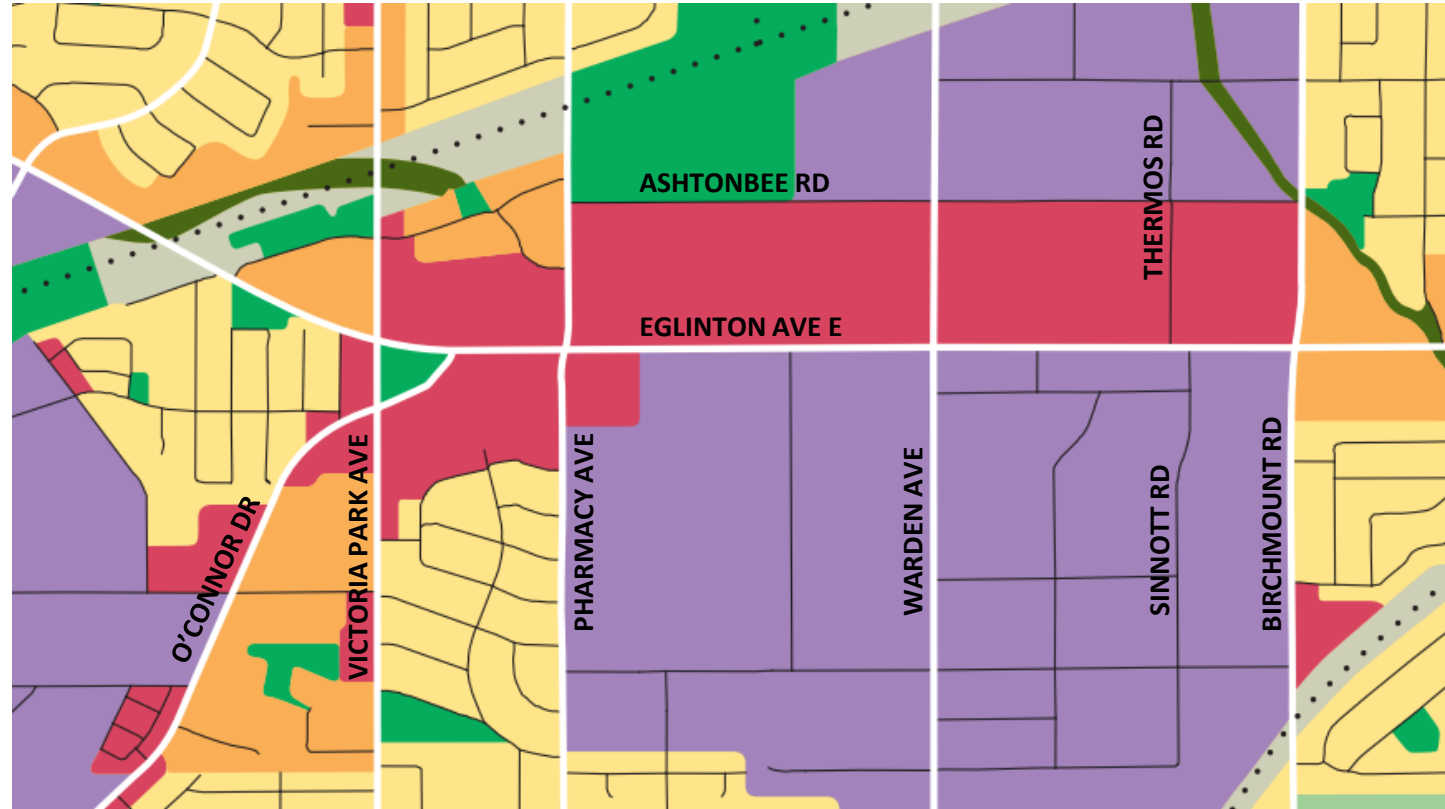 ASHTONBEE RD
THERMOS RD
EGLINTON AVE E
O'CONNOR DR
VICTORIA PARK AVE
PHARMACY AVE
WARDEN AVE
SINNOTT RD
BIRCHMOUNT RD